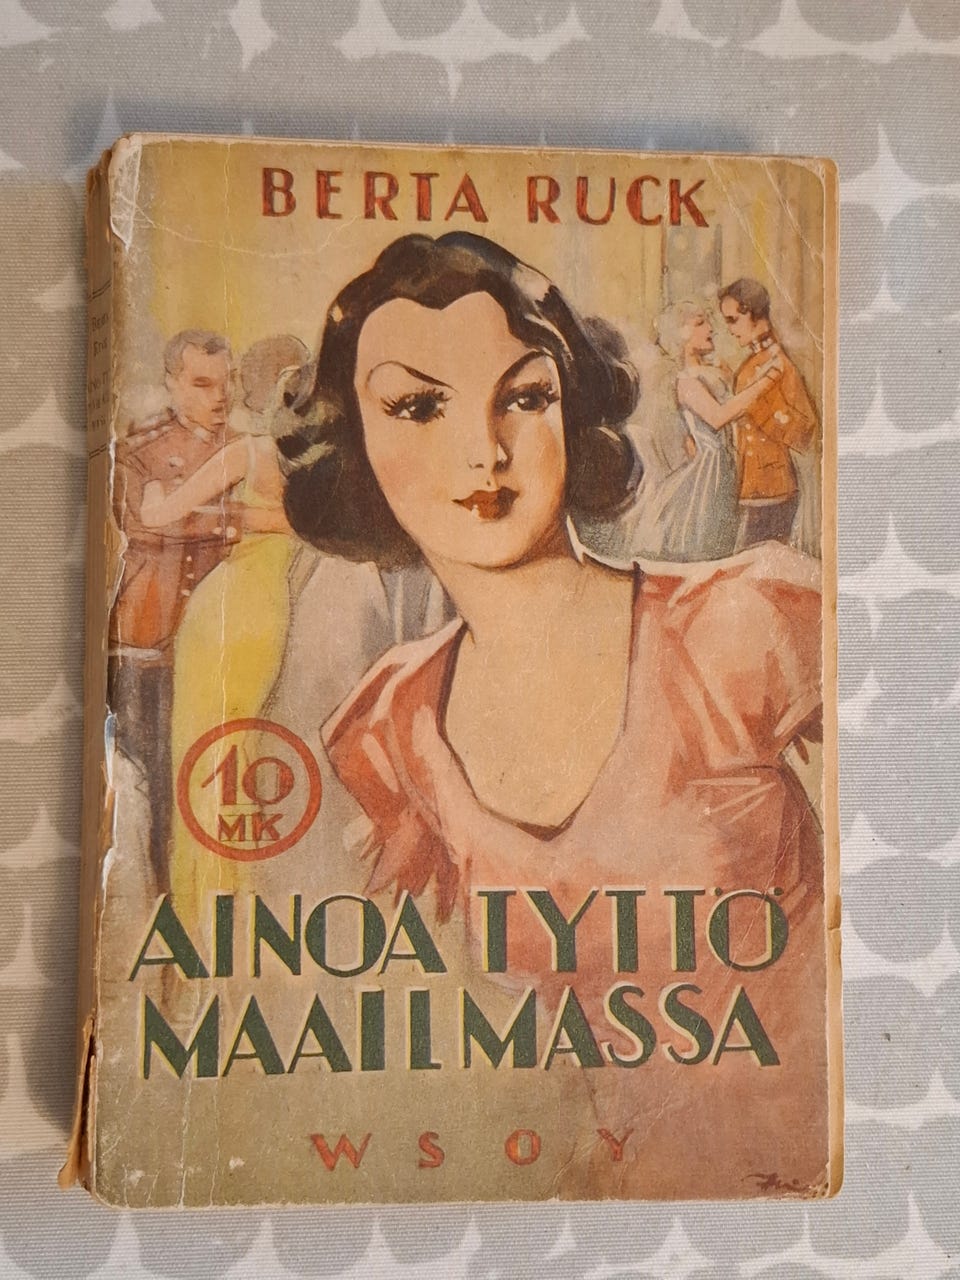 BERTA RUCK
10
MK
AINOA TYTTÖ
MAAILMASSA
WSOY